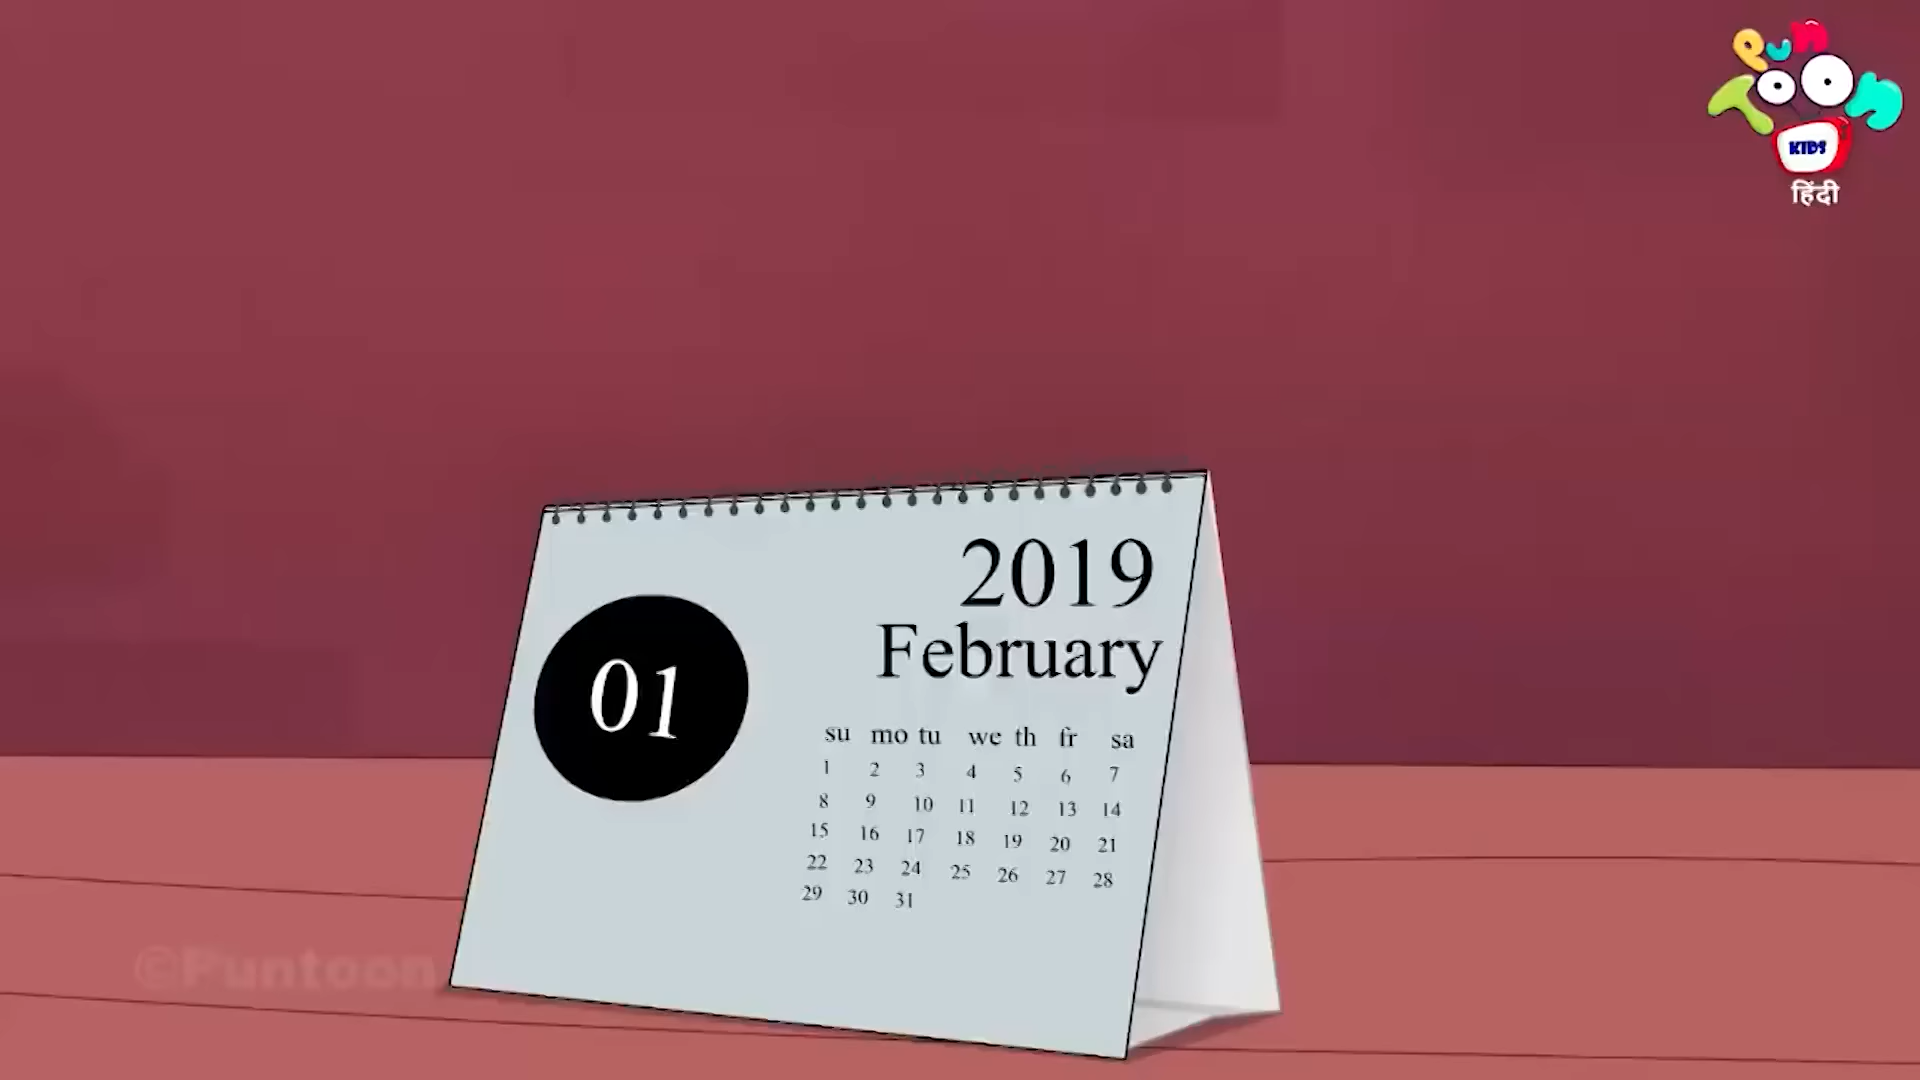 Pun
Toon
KIDS
हिंदी
2019
February
01
su mo tu we th fr sa
1 2 3 4 5 6 7
8 9 10 11 12 13 14
15 16 17 18 19 20 21
22 23 24 25 26 27 28
29 30 31
©Puntoon